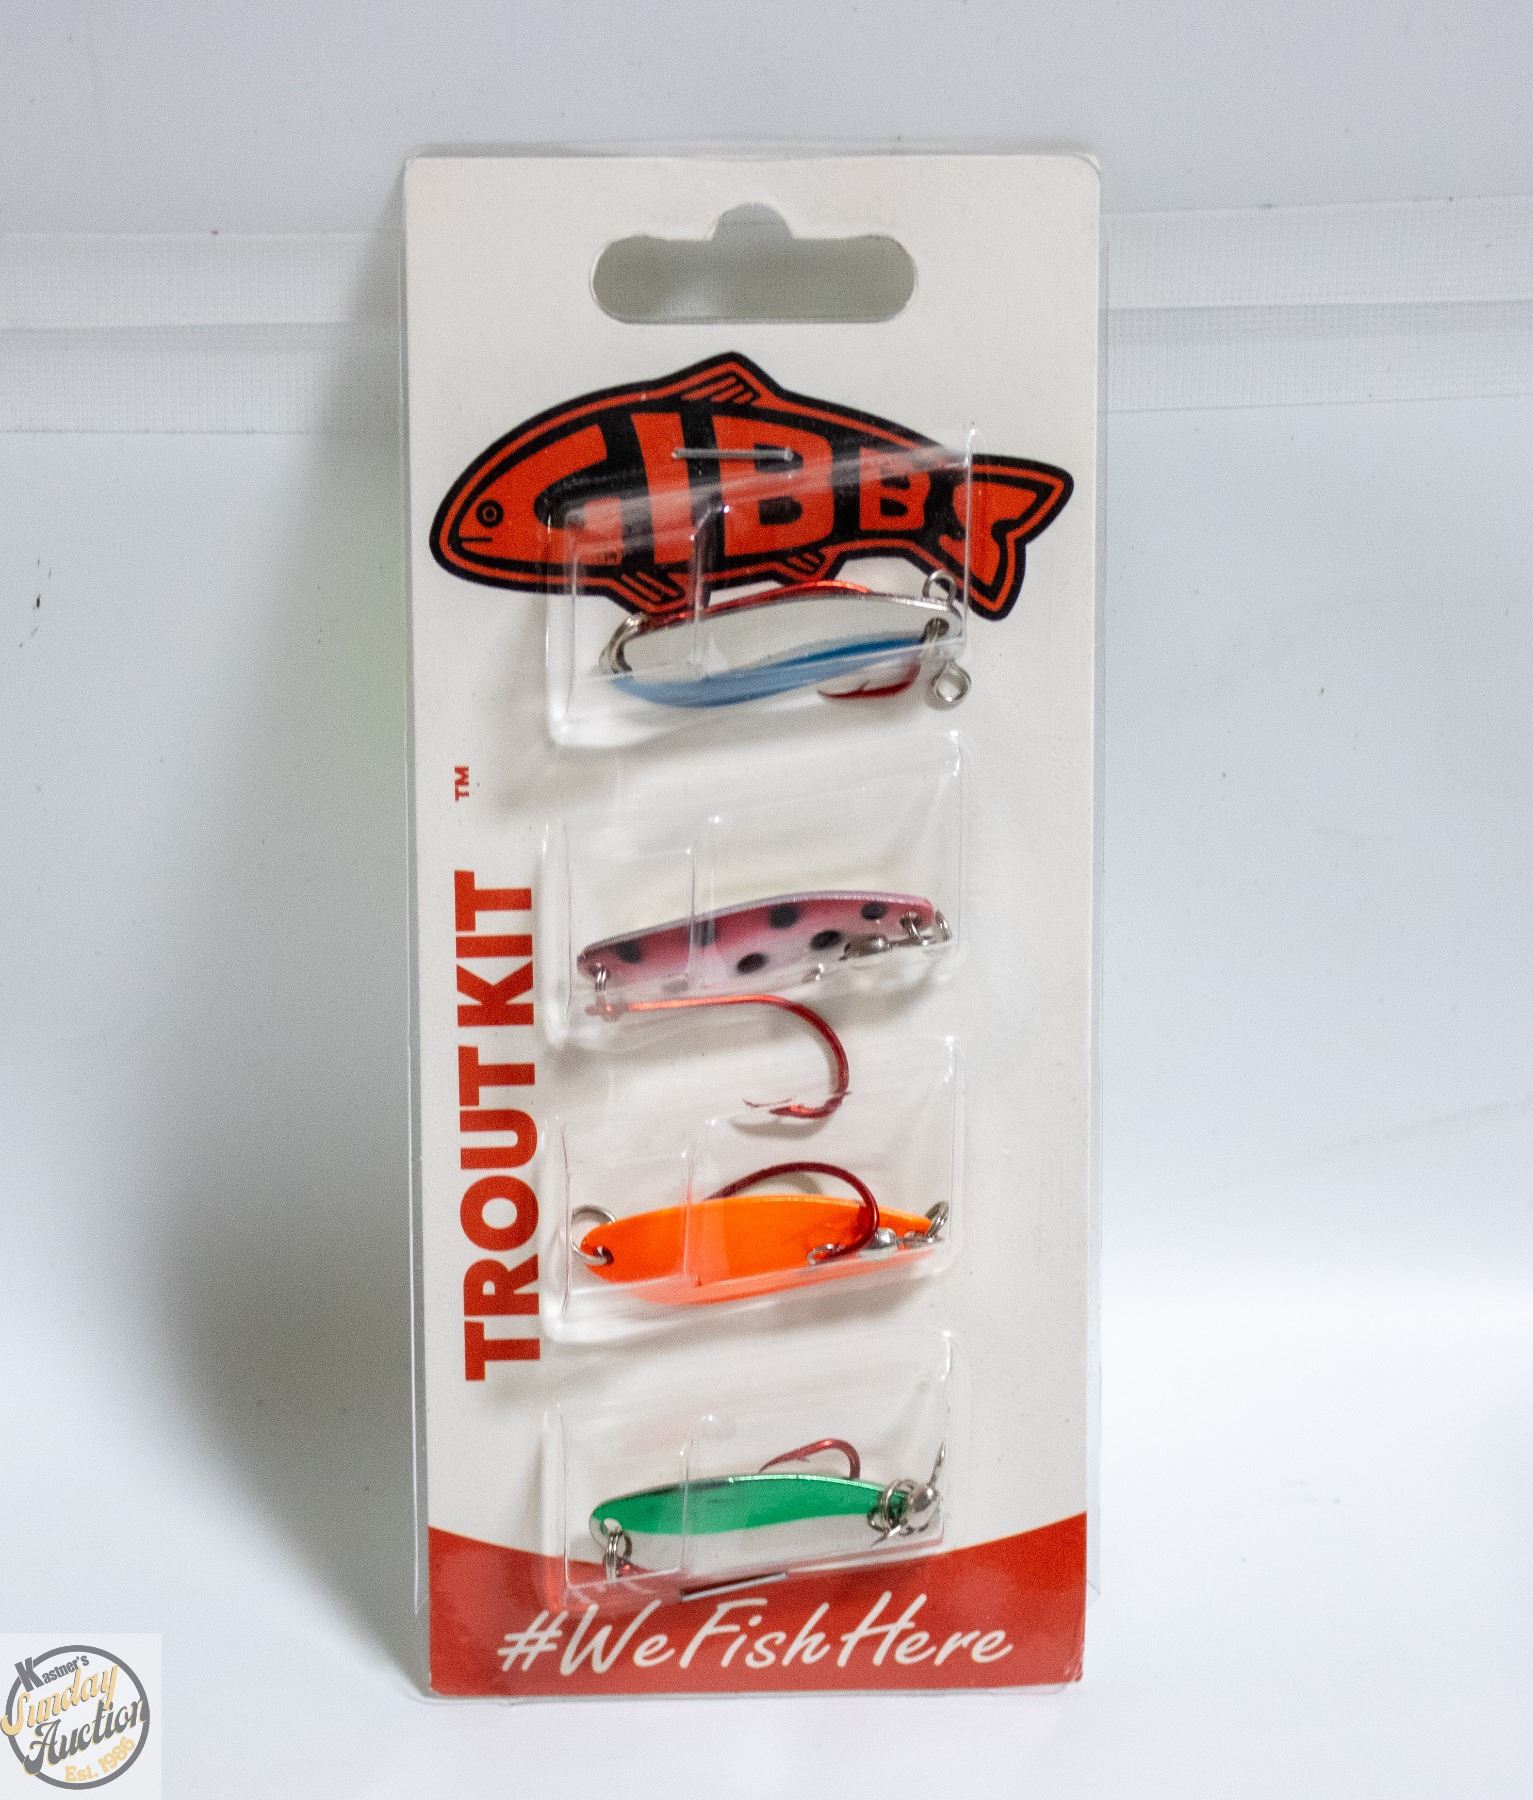 GIBBS
TROUT KIT™
#WeFishHere
Kastner's
Sunday
Auction
Est. 1986